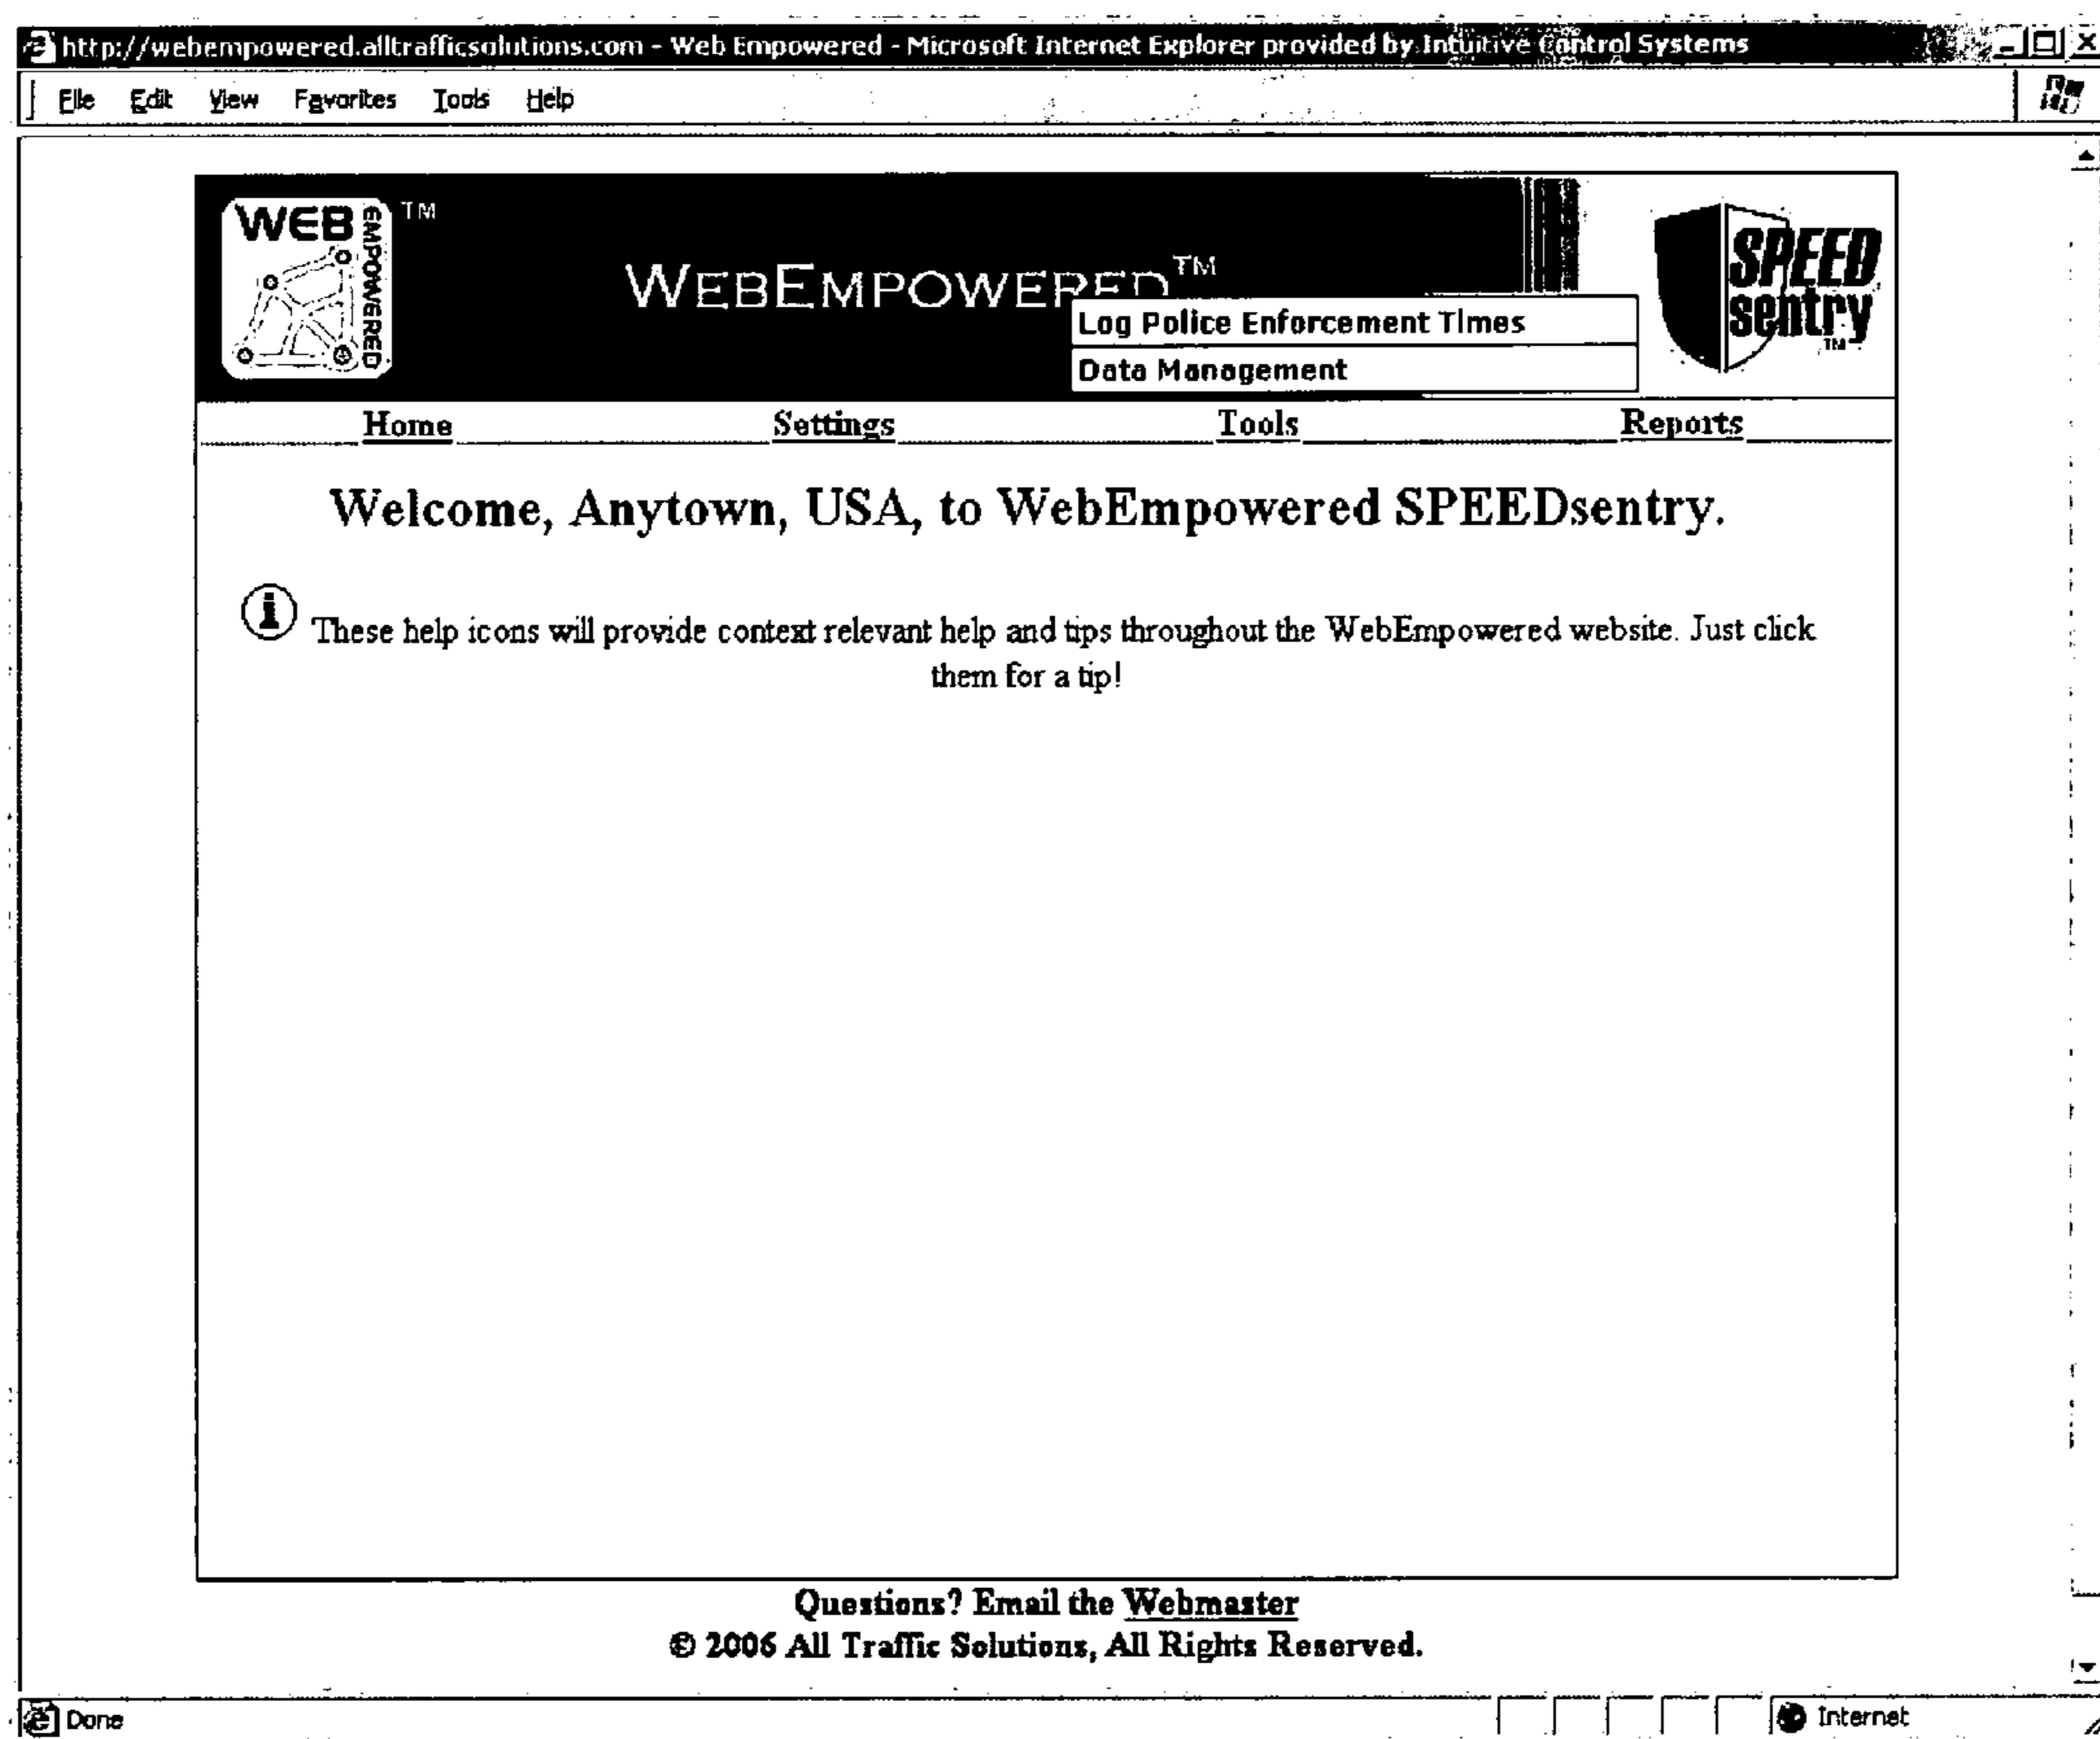 http://webempowered.alltrafficsolutions.com - Web Empowered - Microsoft Internet Explorer provided by Intuitive Control Systems
File Edit View Favorites Tools Help
WEB EMPOWERED TM
WEBEMPOWERED TM
SPEED
sentry
TM
Log Police Enforcement Times
Data Management
Home Settings Tools Reports
Welcome, Anytown, USA, to WebEmpowered SPEEDsentry.
i These help icons will provide context relevant help and tips throughout the WebEmpowered website. Just click
them for a tip!
Questions? Email the Webmaster
© 2006 All Traffic Solutions, All Rights Reserved.
Done Internet